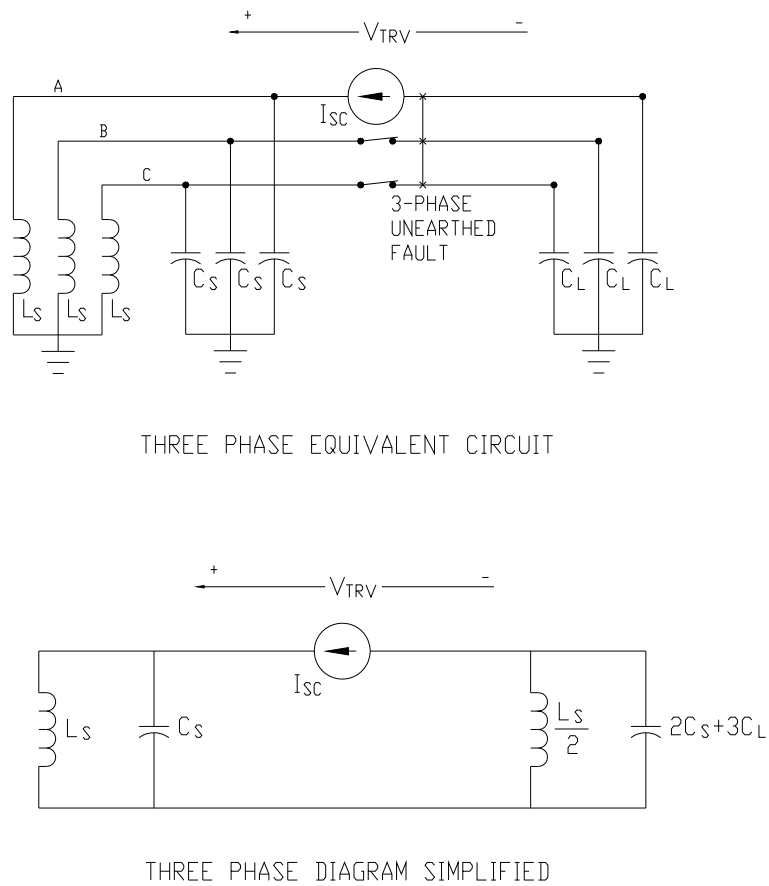 + VTRV -
A
ISC
B
C
3-PHASE
UNEARTHED
FAULT
CS CS CS
CL CL CL
LS LS LS
THREE PHASE EQUIVALENT CIRCUIT
+ VTRV -
ISC
LS CS LS/2 2CS+3CL
THREE PHASE DIAGRAM SIMPLIFIED